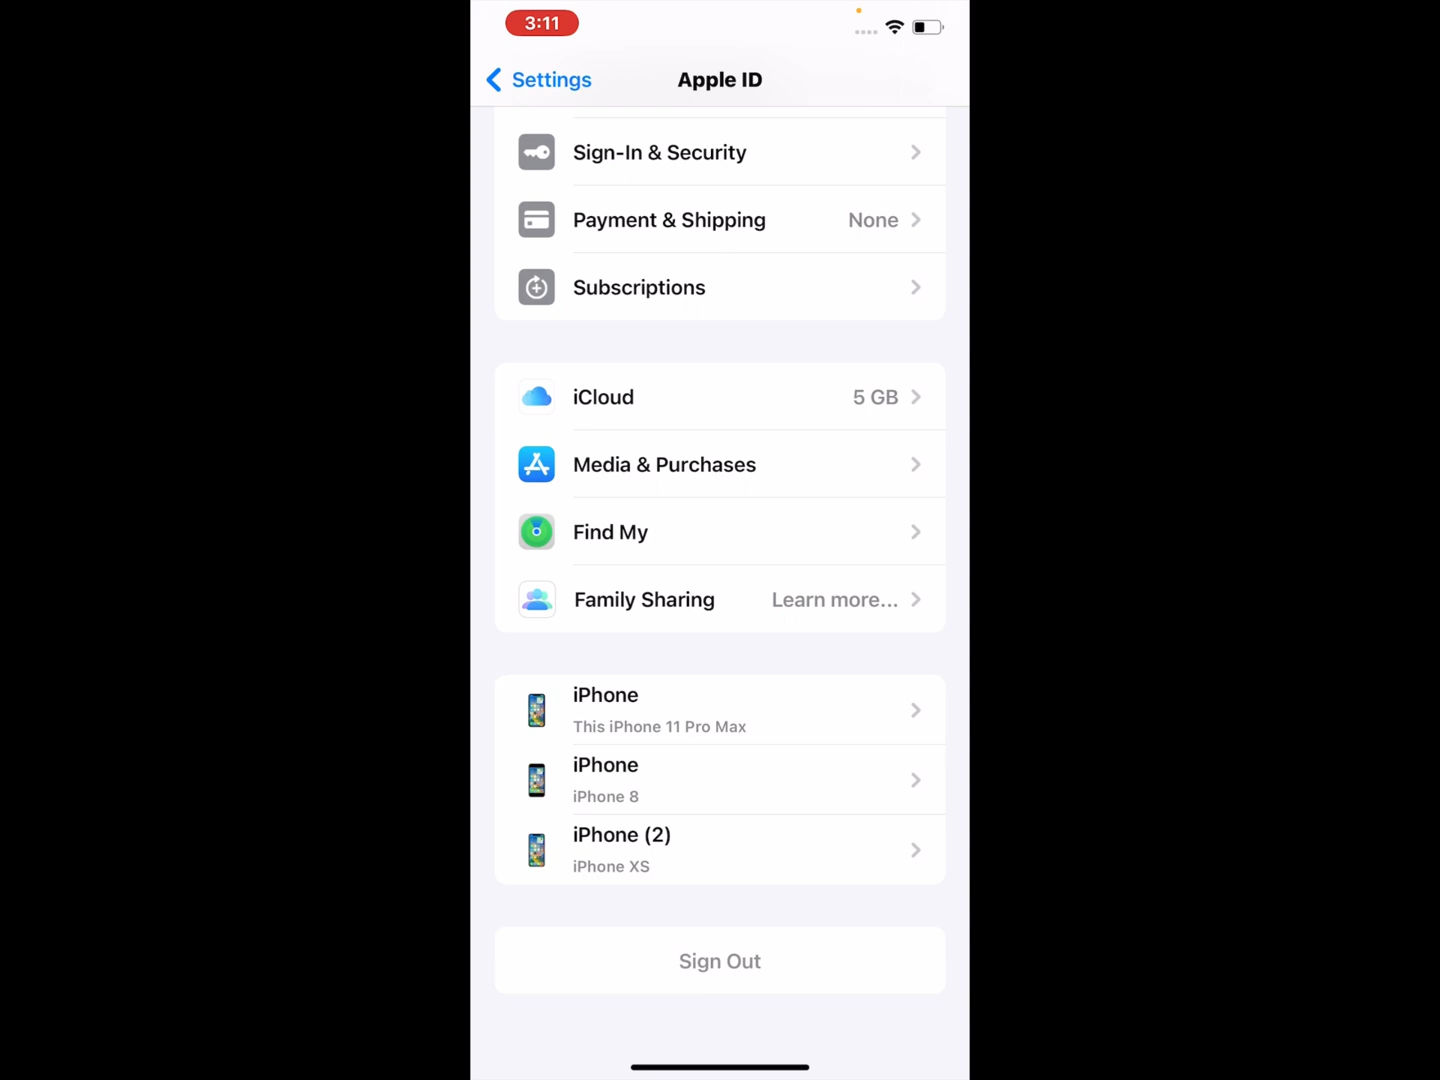 3:11
Settings
Apple ID
Sign-In & Security
Payment & Shipping None
Subscriptions
iCloud 5 GB
Media & Purchases
Find My
Family Sharing Learn more...
iPhone
This iPhone 11 Pro Max
iPhone
iPhone 8
iPhone (2)
iPhone XS
Sign Out